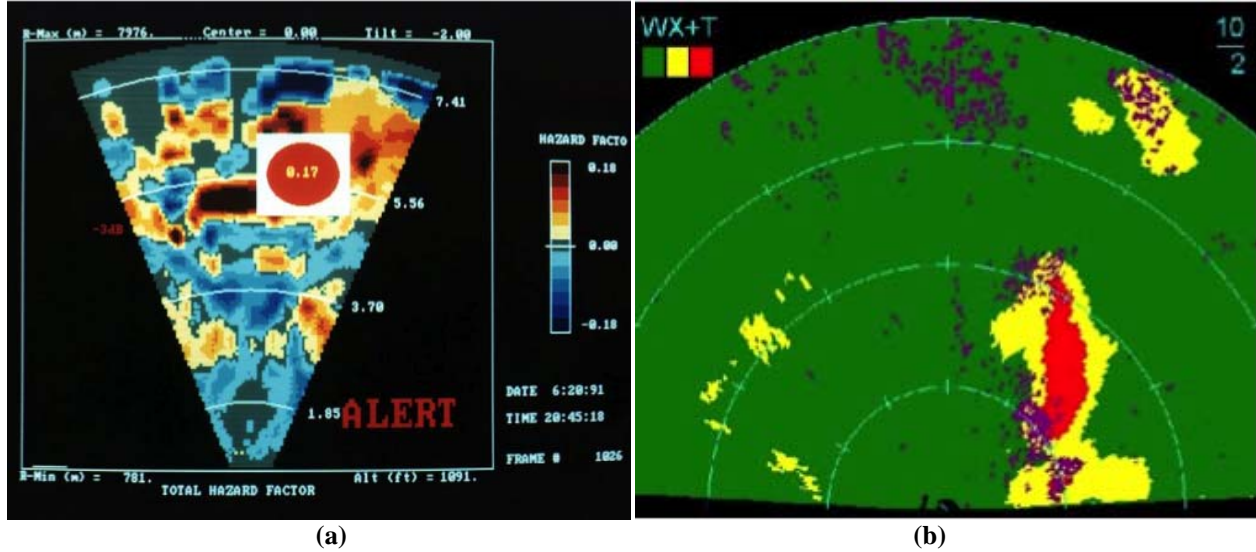 R-Max (m) = 7976. Center = 0.00 Tilt = -2.00
7.41
HAZARD FACTO
0.18
0.17
5.56
-3dB
0.00
3.70
-0.18
DATE 6:20:91
1.85
ALERT
TIME 20:45:18
FRAME # 1026
R-Min (m) = 781. Alt (ft) = 1091.
TOTAL HAZARD FACTOR
(a)
WX+T
10
2
(b)